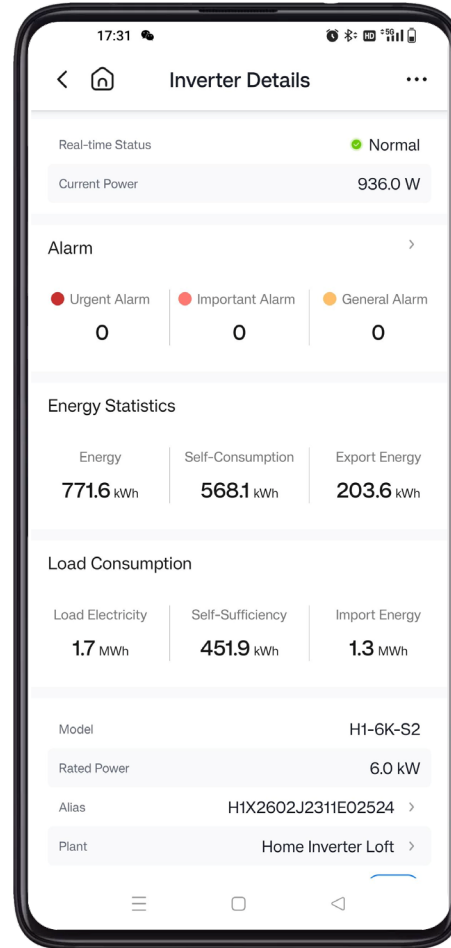 17:31
HD 5G
Inverter Details
Real-time Status Normal
Current Power 936.0 W
Alarm
Urgent Alarm Important Alarm General Alarm
0 0 0
Energy Statistics
Energy Self-Consumption Export Energy
771.6 kWh 568.1 kWh 203.6 kWh
Load Consumption
Load Electricity Self-Sufficiency Import Energy
1.7 MWh 451.9 kWh 1.3 MWh
Model H1-6K-S2
Rated Power 6.0 kW
Alias H1X2602J2311E02524
Plant Home Inverter Loft